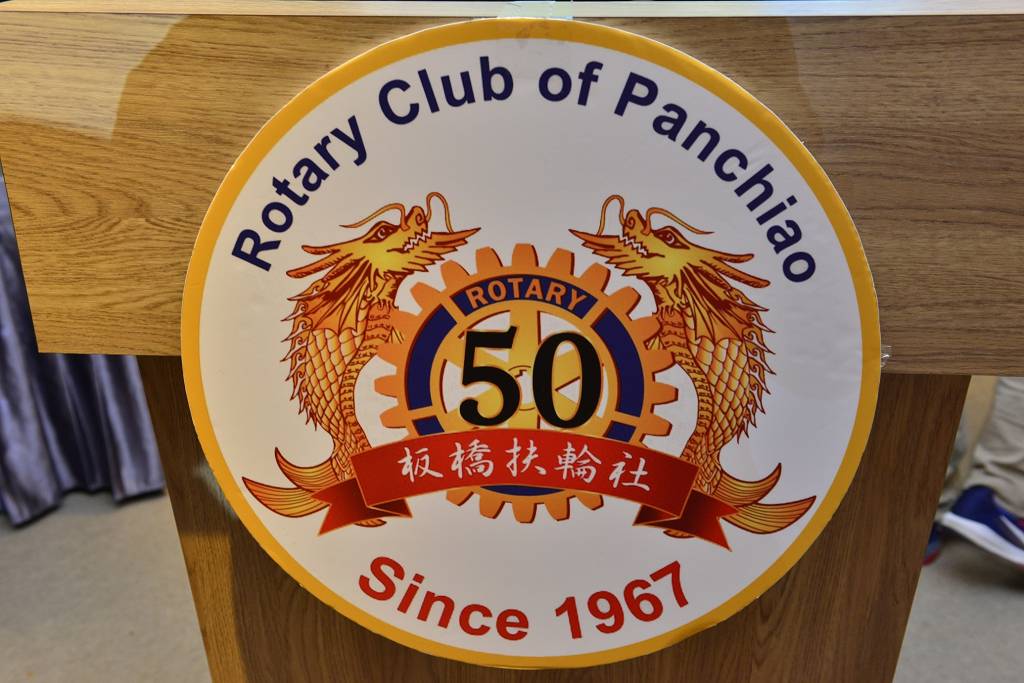 Rotary Club of Panchiao
ROTARY
50
板橋扶輪社
Since 1967